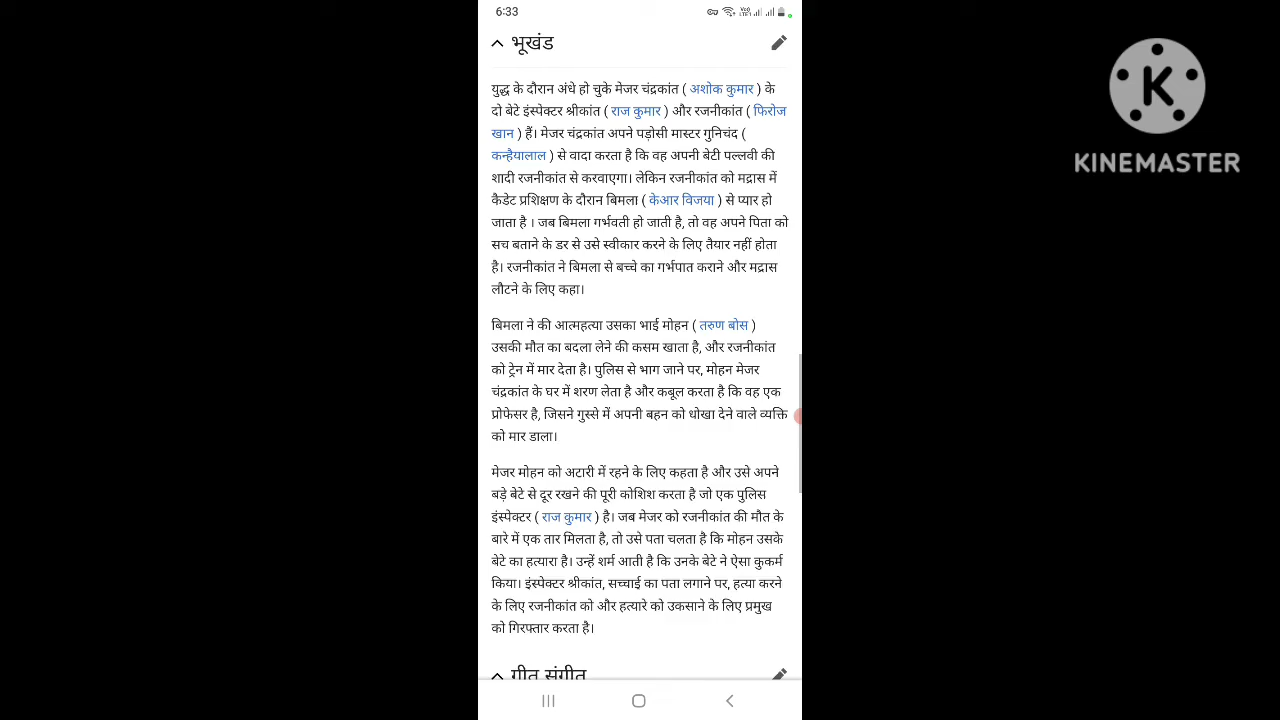 6:33
भूखंड
युद्ध के दौरान अंधे हो चुके मेजर चंद्रकांत ( अशोक कुमार ) के
दो बेटे इंस्पेक्टर श्रीकांत ( राज कुमार ) और रजनीकांत ( फिरोज
खान ) हैं। मेजर चंद्रकांत अपने पड़ोसी मास्टर गुनिचंद (
कन्हैयालाल ) से वादा करता है कि वह अपनी बेटी पल्लवी की
शादी रजनीकांत से करवाएगा। लेकिन रजनीकांत को मद्रास में
कैडेट प्रशिक्षण के दौरान बिमला ( केआर विजया ) से प्यार हो
जाता है । जब बिमला गर्भवती हो जाती है, तो वह अपने पिता को
सच बताने के डर से उसे स्वीकार करने के लिए तैयार नहीं होता
है। रजनीकांत ने बिमला से बच्चे का गर्भपात कराने और मद्रास
लौटने के लिए कहा।
बिमला ने की आत्महत्या उसका भाई मोहन ( तरुण बोस )
उसकी मौत का बदला लेने की कसम खाता है, और रजनीकांत
को ट्रेन में मार देता है। पुलिस से भाग जाने पर, मोहन मेजर
चंद्रकांत के घर में शरण लेता है और कबूल करता है कि वह एक
प्रोफेसर है, जिसने गुस्से में अपनी बहन को धोखा देने वाले व्यक्ति
को मार डाला।
मेजर मोहन को अटारी में रहने के लिए कहता है और उसे अपने
बड़े बेटे से दूर रखने की पूरी कोशिश करता है जो एक पुलिस
इंस्पेक्टर ( राज कुमार ) है। जब मेजर को रजनीकांत की मौत के
बारे में एक तार मिलता है, तो उसे पता चलता है कि मोहन उसके
बेटे का हत्यारा है। उन्हें शर्म आती है कि उनके बेटे ने ऐसा कुकर्म
किया। इंस्पेक्टर श्रीकांत, सच्चाई का पता लगाने पर, हत्या करने
के लिए रजनीकांत को और हत्यारे को उकसाने के लिए प्रमुख
को गिरफ्तार करता है।
गीत संगीत
K
KINEMASTER